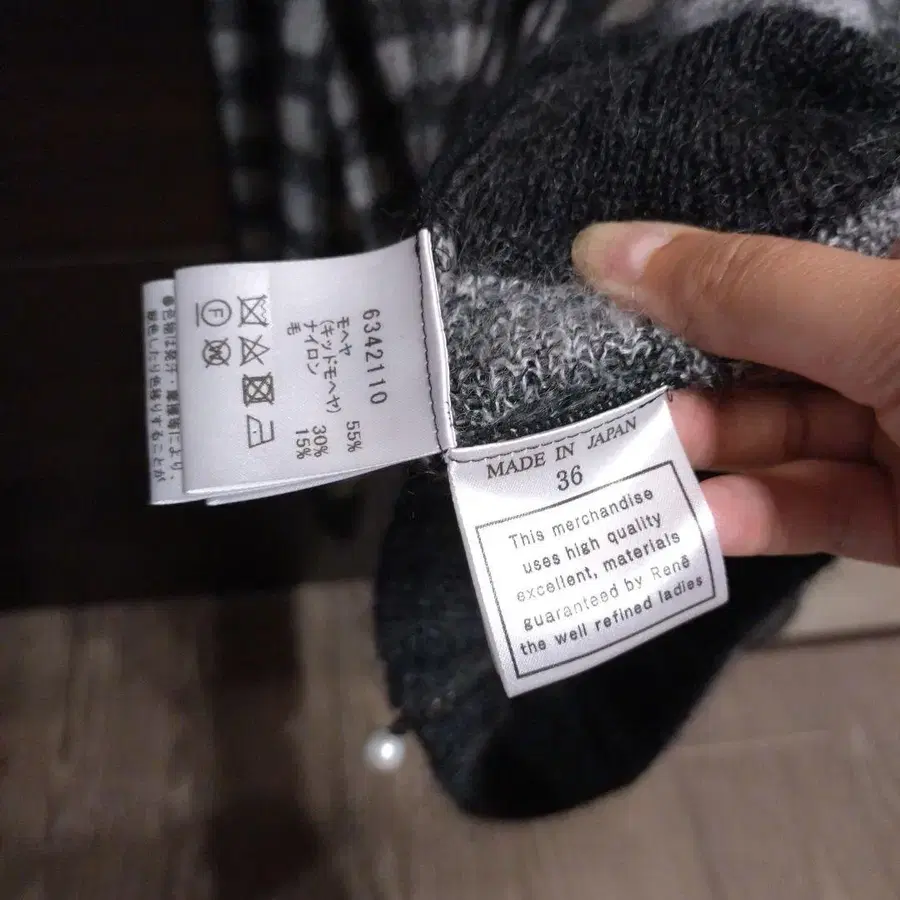 6342110
モヘヤ 55%
(キッドモヘヤ)
ナイロン 30%
毛 15%
MADE IN JAPAN
36
This merchandise
uses high quality
excellent, materials
guaranteed by René
the well refined ladies